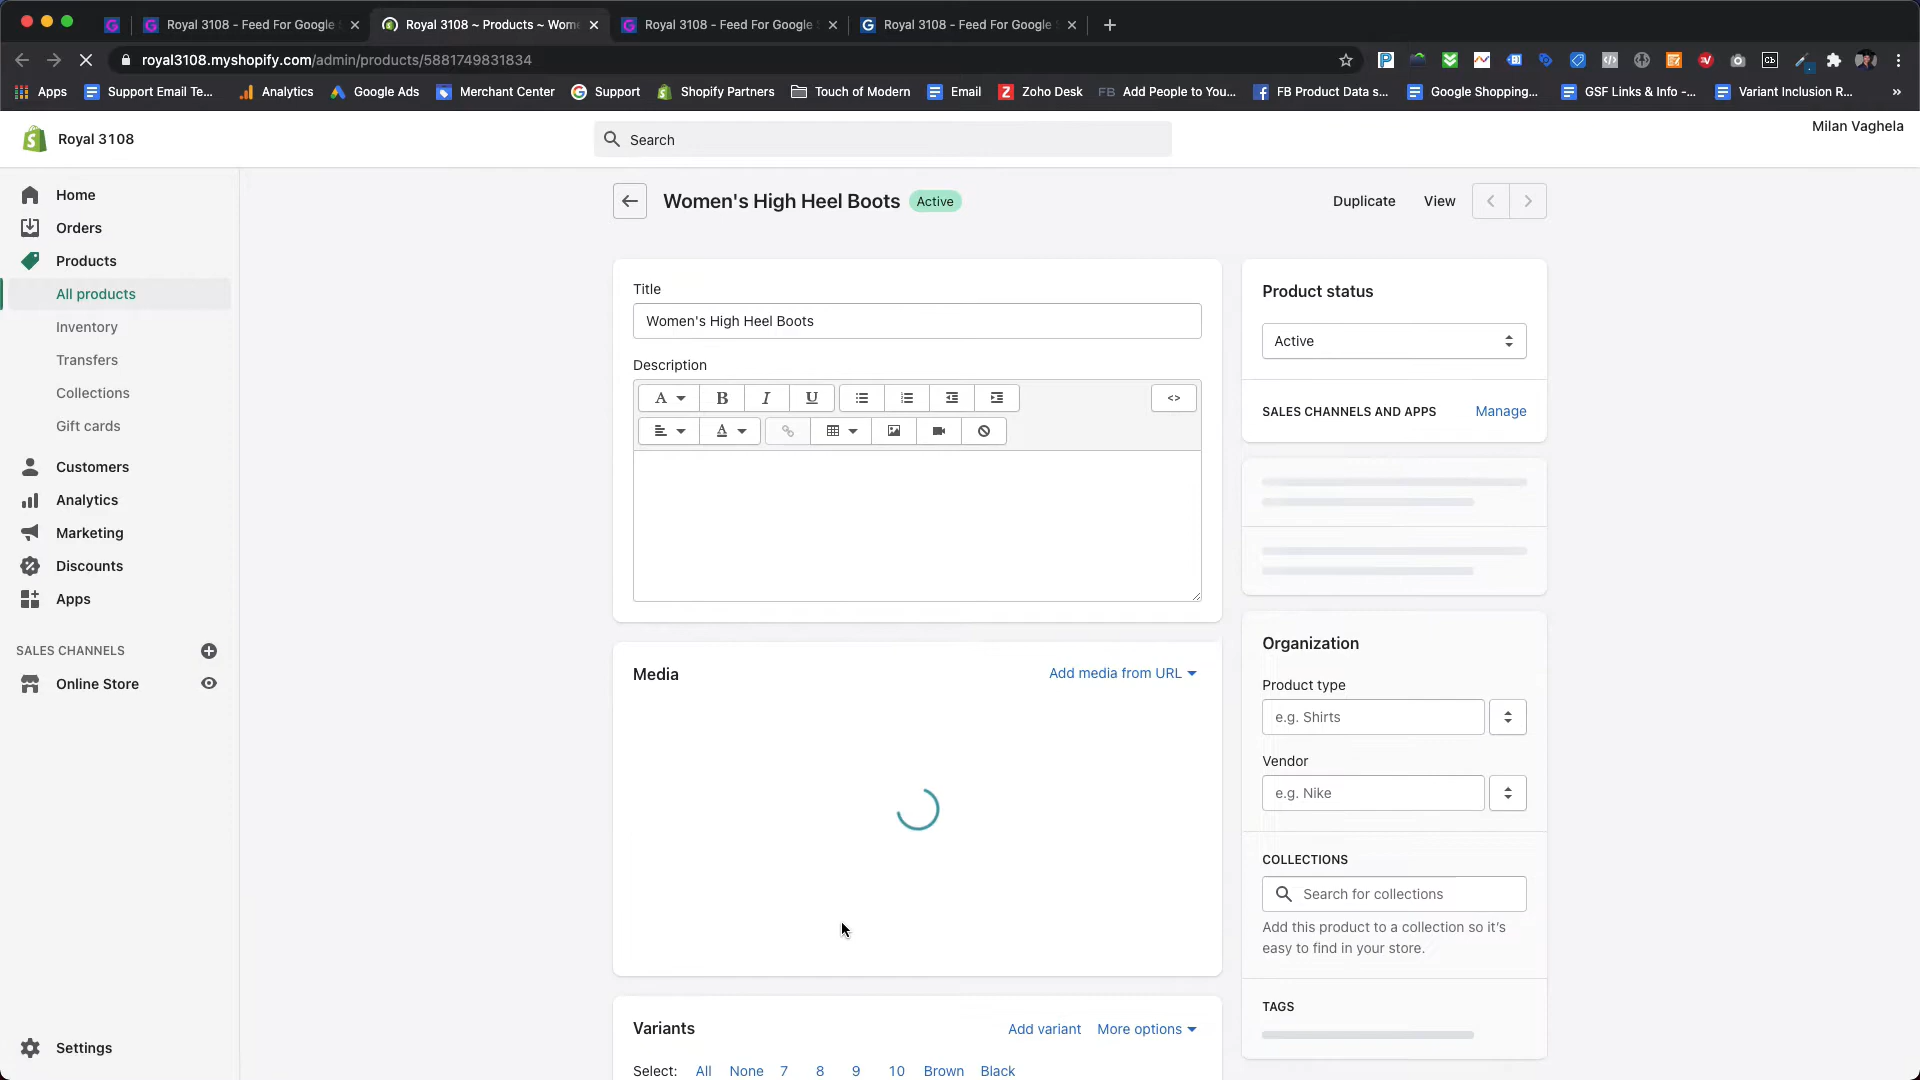 Royal 3108 - Feed For Google
Royal 3108 ~ Products ~ Wom
Royal 3108 - Feed For Google
Royal 3108 - Feed For Google
royal3108.myshopify.com/admin/products/5881749831834
Apps
Support Email Te...
Analytics
Google Ads
Merchant Center
Support
Shopify Partners
Touch of Modern
Email
Zoho Desk
FB Add People to You...
FB Product Data s...
Google Shopping...
GSF Links & Info -...
Variant Inclusion R...
»
Royal 3108
Search
Milan Vaghela
Home
Orders
Products
All products
Inventory
Transfers
Collections
Gift cards
Customers
Analytics
Marketing
Discounts
Apps
SALES CHANNELS
Online Store
Settings
Women's High Heel Boots Active
Duplicate View
Title
Women's High Heel Boots
Description
A B I U <>
A
Media
Add media from URL
Variants
Add variant More options
Select: All None 7 8 9 10 Brown Black
Product status
Active
SALES CHANNELS AND APPS Manage
Organization
Product type
e.g. Shirts
Vendor
e.g. Nike
COLLECTIONS
Search for collections
Add this product to a collection so it's
easy to find in your store.
TAGS